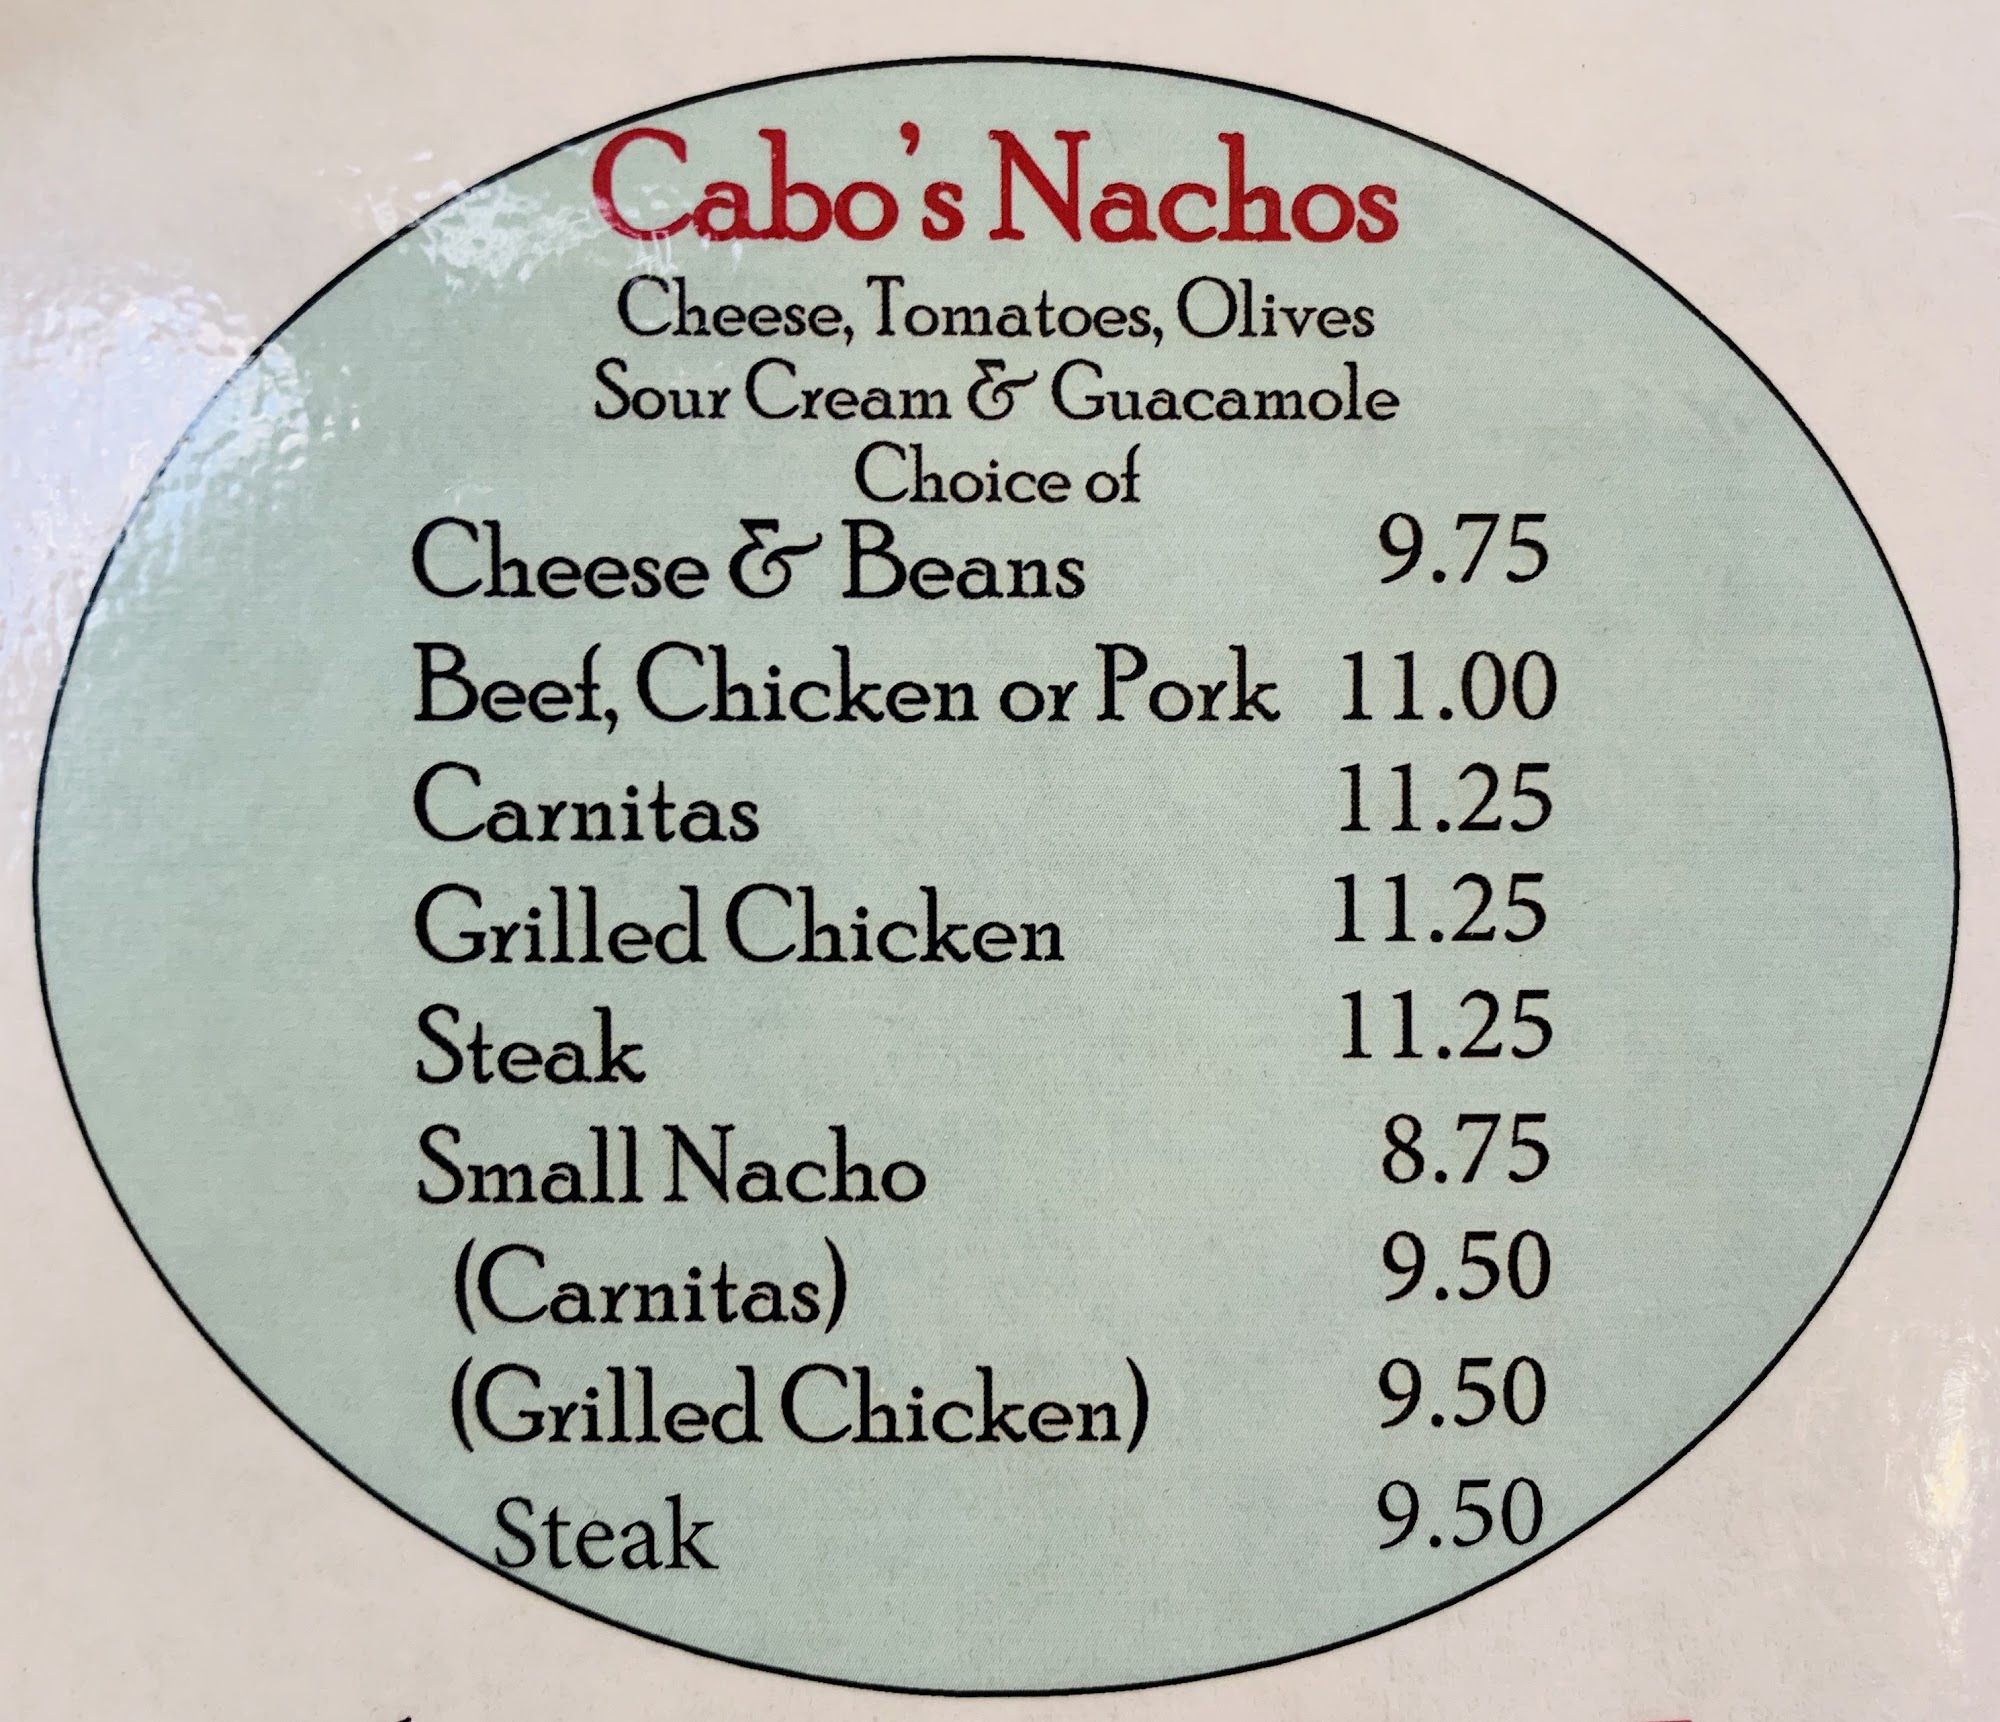 Cabo's Nachos
Cheese, Tomatoes, Olives
Sour Cream & Guacamole
Choice of
Cheese & Beans 9.75
Beef, Chicken or Pork 11.00
Carnitas 11.25
Grilled Chicken 11.25
Steak 11.25
Small Nacho 8.75
(Carnitas) 9.50
(Grilled Chicken) 9.50
Steak 9.50